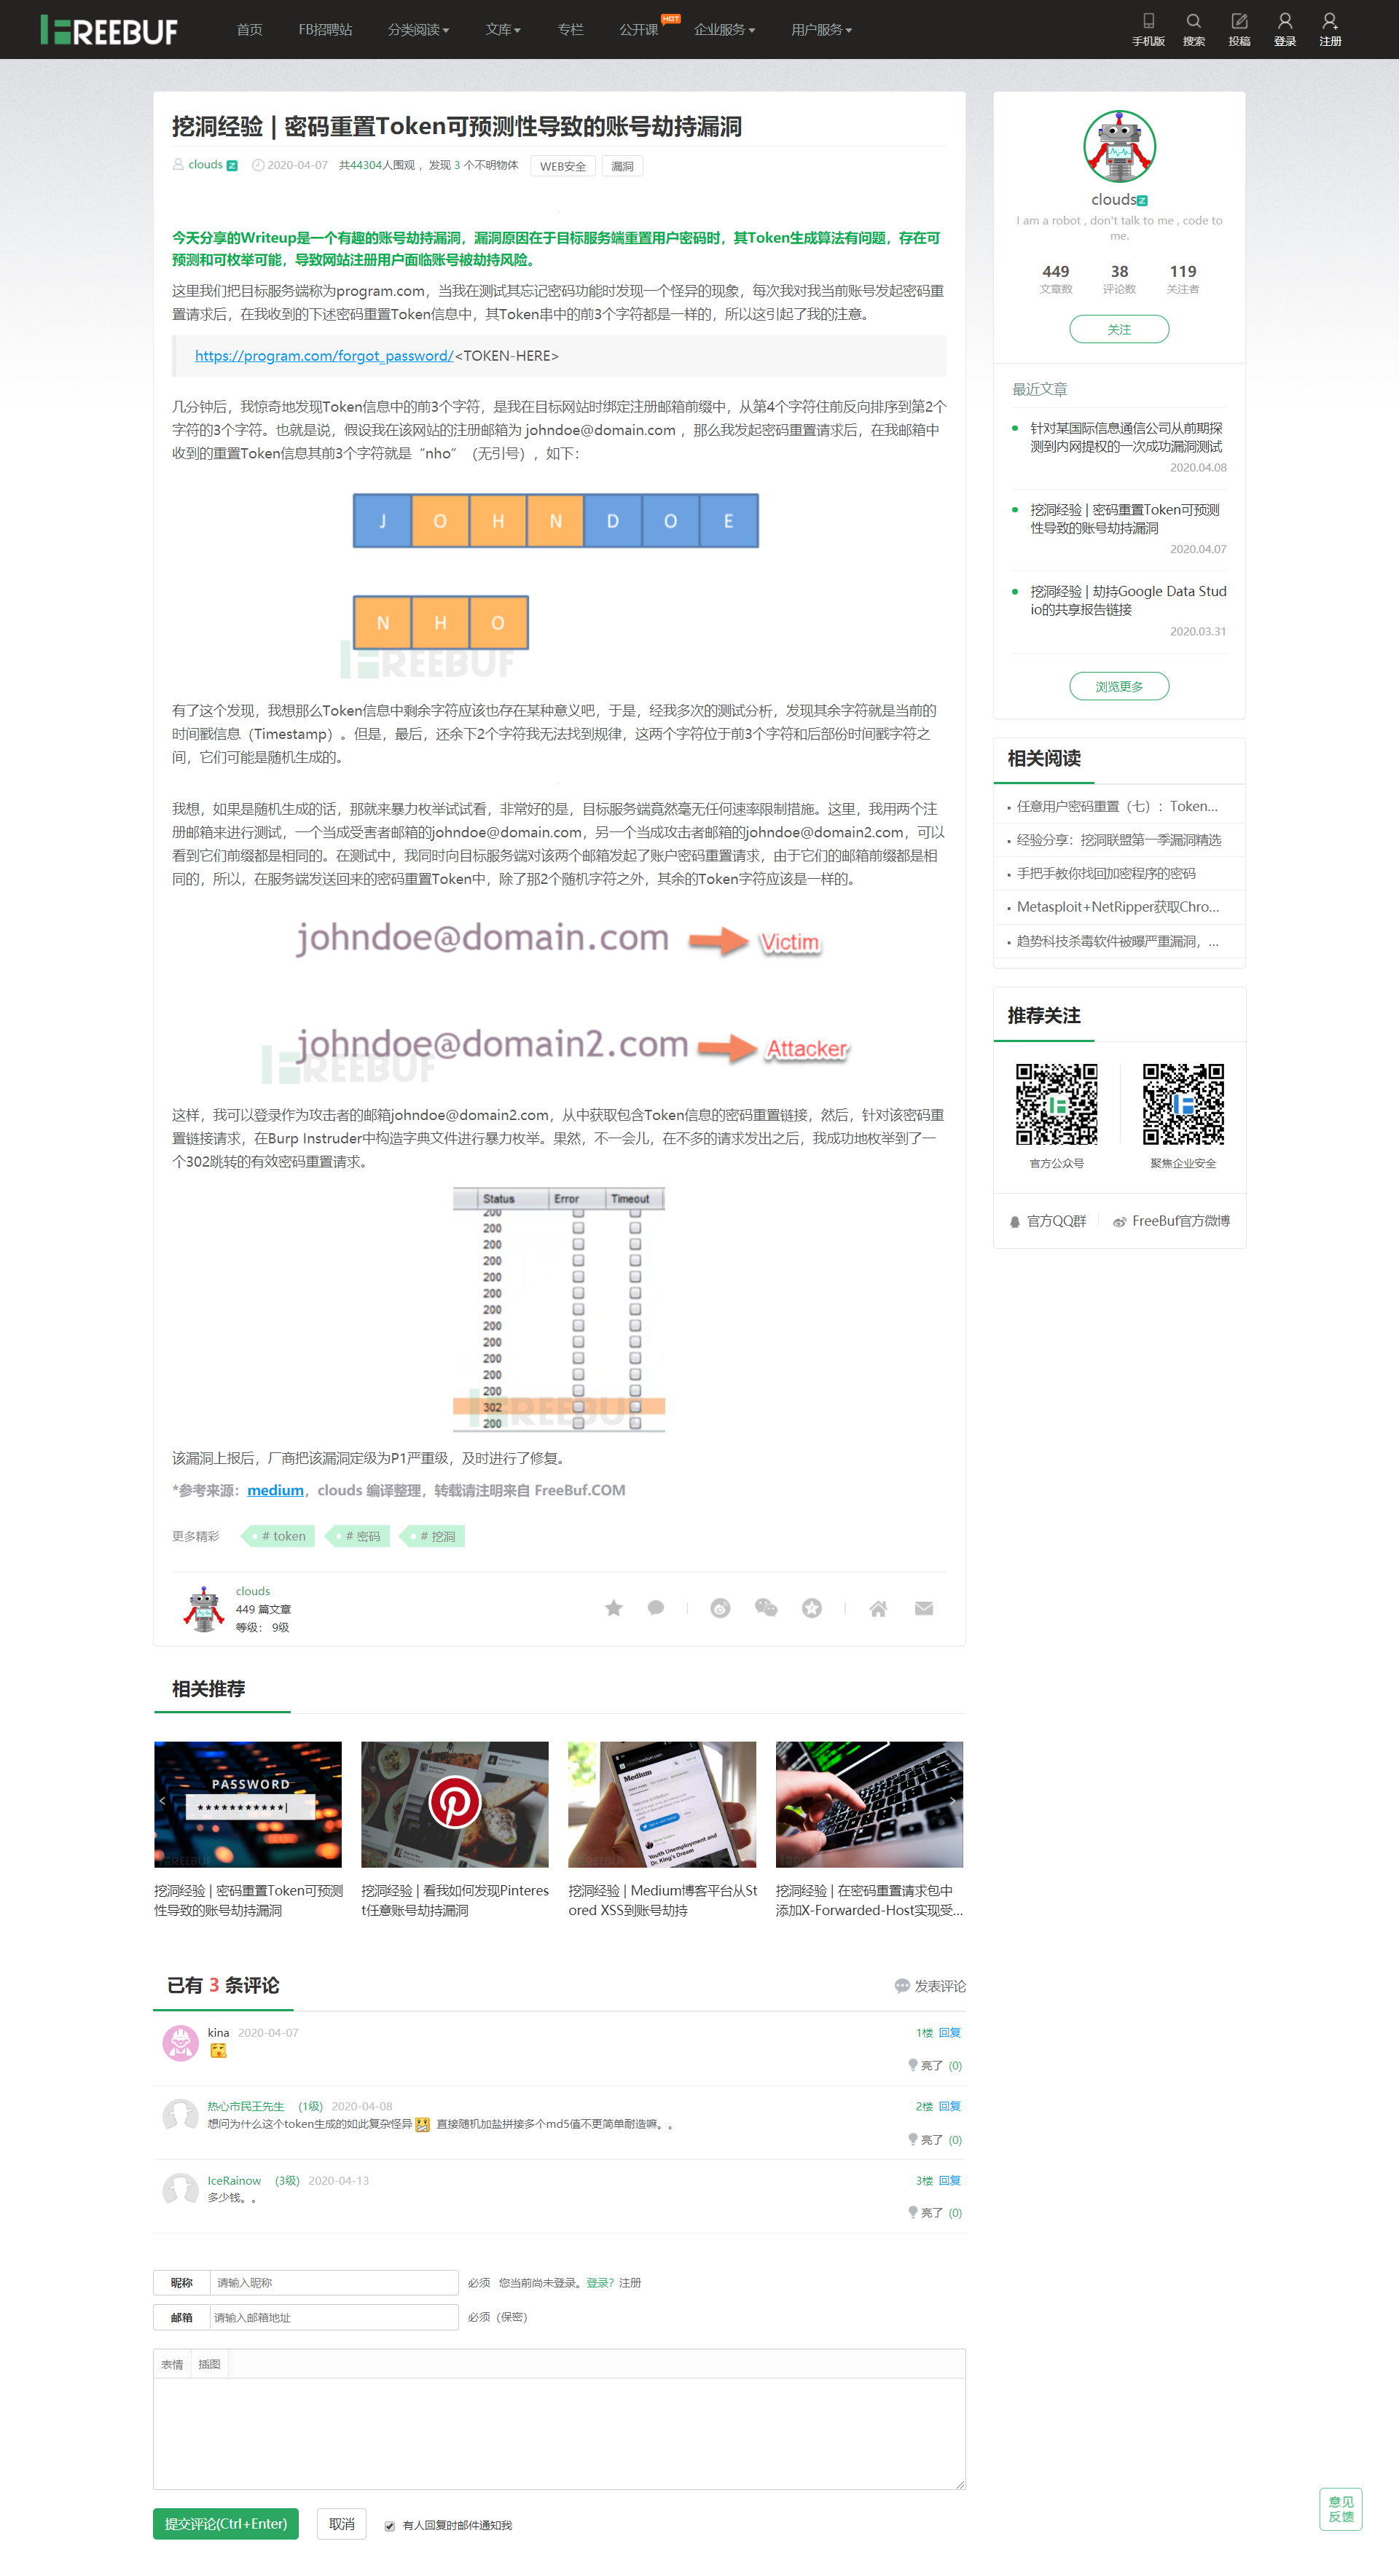 FREEBUF
首页
FB招聘站
分类阅读
文库
专栏
公开课
HOT
企业服务
用户服务
手机版
搜索
投稿
登录
注册
挖洞经验 | 密码重置Token可预测性导致的账号劫持漏洞
clouds 2020-04-07 共44304人围观 ，发现 3 个不明物体 WEB安全 漏洞
今天分享的Writeup是一个有趣的账号劫持漏洞，漏洞原因在于目标服务端重置用户密码时，其Token生成算法有问题，存在可
预测和可枚举可能，导致网站注册用户面临账号被劫持风险。
这里我们把目标服务端称为program.com，当我在测试其忘记密码功能时发现一个怪异的现象，每次我对我当前账号发起密码重
置请求后，在我收到的下述密码重置Token信息中，其Token串中的前3个字符都是一样的，所以这引起了我的注意。
https://program.com/forgot_password/<TOKEN-HERE>
几分钟后，我惊奇地发现Token信息中的前3个字符，是我在目标网站时绑定注册邮箱前缀中，从第4个字符往前反向排序到第2个
字符的3个字符。也就是说，假设我在该网站的注册邮箱为 johndoe@domain.com ，那么我发起密码重置请求后，在我邮箱中
收到的重置Token信息其前3个字符就是“nho”（无引号），如下：
J O H N D O E
N H O
FREEBUF
有了这个发现，我想那么Token信息中剩余字符应该也存在某种意义吧，于是，经我多次的测试分析，发现其余字符就是当前的
时间戳信息（Timestamp）。但是，最后，还余下2个字符我无法找到规律，这两个字符位于前3个字符和后部份时间戳字符之
间，它们可能是随机生成的。
我想，如果是随机生成的话，那就来暴力枚举试试看，非常好的是，目标服务端竟然毫无任何速率限制措施。这里，我用两个注
册邮箱来进行测试，一个当成受害者邮箱的johndoe@domain.com，另一个当成攻击者邮箱的johndoe@domain2.com，可以
看到它们前缀都是相同的。在测试中，我同时向目标服务端对该两个邮箱发起了账户密码重置请求，由于它们的邮箱前缀都是相
同的，所以，在服务端发送回来的密码重置Token中，除了那2个随机字符之外，其余的Token字符应该是一样的。
johndoe@domain.com Victim
johndoe@domain2.com Attacker
FREEBUF
这样，我可以登录作为攻击者的邮箱johndoe@domain2.com，从中获取包含Token信息的密码重置链接，然后，针对该密码重
置链接请求，在Burp Instruder中构造字典文件进行暴力枚举。果然，不一会儿，在不多的请求发出之后，我成功地枚举到了一
个302跳转的有效密码重置请求。
Status Error Timeout
200
200
200
200
200
200
200
200
200
200
200
200
302
200
FREEBUF
该漏洞上报后，厂商把该漏洞定级为P1严重级，及时进行了修复。
*参考来源：medium，clouds 编译整理，转载请注明来自 FreeBuf.COM
更多精彩
# token
# 密码
# 挖洞
clouds
449 篇文章
等级： 9级
相关推荐
PASSWORD
***********|
FREEBUF
Medium
Youth Unemployment and
Dr. King's Dream
挖洞经验 | 密码重置Token可预测
性导致的账号劫持漏洞
挖洞经验 | 看我如何发现Pinteres
t任意账号劫持漏洞
挖洞经验 | Medium博客平台从St
ored XSS到账号劫持
挖洞经验 | 在密码重置请求包中
添加X-Forwarded-Host实现受...
已有 3 条评论
发表评论
kina 2020-04-07
1楼 回复
亮了 (0)
热心市民王先生 (1级) 2020-04-08
2楼 回复
想问为什么这个token生成的如此复杂怪异 直接随机加盐拼接多个md5值不更简单耐造嘛。。
亮了 (0)
IceRainow (3级) 2020-04-13
3楼 回复
多少钱。。
亮了 (0)
昵称 请输入昵称 必须 您当前尚未登录。登录？注册
邮箱 请输入邮箱地址 必须（保密）
表情 插图
提交评论(Ctrl+Enter) 取消 有人回复时邮件通知我
clouds
I am a robot , don't talk to me , code to
me.
449 38 119
文章数 评论数 关注者
关注
最近文章
针对某国际信息通信公司从前期探
测到内网提权的一次成功漏洞测试
2020.04.08
挖洞经验 | 密码重置Token可预测
性导致的账号劫持漏洞
2020.04.07
挖洞经验 | 劫持Google Data Stud
io的共享报告链接
2020.03.31
浏览更多
相关阅读
任意用户密码重置（七）：Token...
经验分享：挖洞联盟第一季漏洞精选
手把手教你找回加密程序的密码
Metasploit+NetRipper获取Chro...
趋势科技杀毒软件被曝严重漏洞，...
推荐关注
官方公众号 聚焦企业安全
官方QQ群 FreeBuf官方微博
意见
反馈